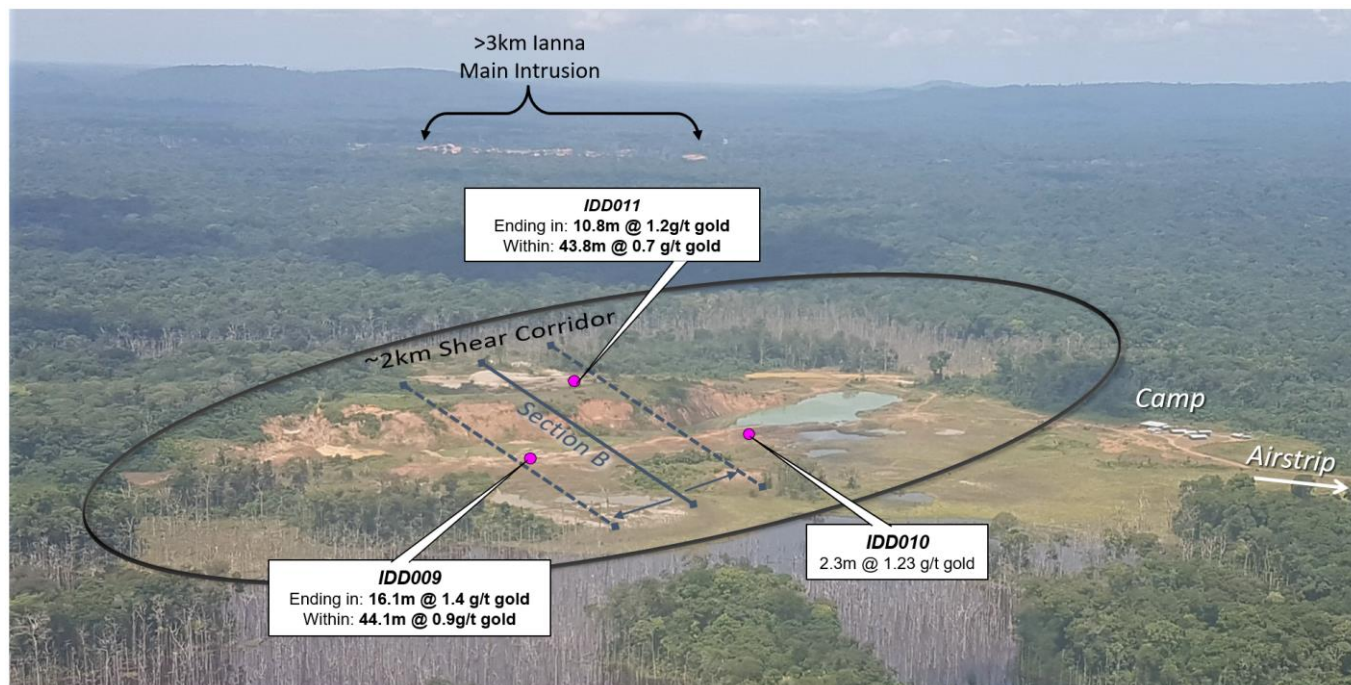 >3km Ianna
Main Intrusion
IDD011
Ending in: 10.8m @ 1.2g/t gold
Within: 43.8m @ 0.7 g/t gold
~2km Shear Corridor
Section B
Camp
Airstrip
IDD010
2.3m @ 1.23 g/t gold
IDD009
Ending in: 16.1m @ 1.4 g/t gold
Within: 44.1m @ 0.9g/t gold